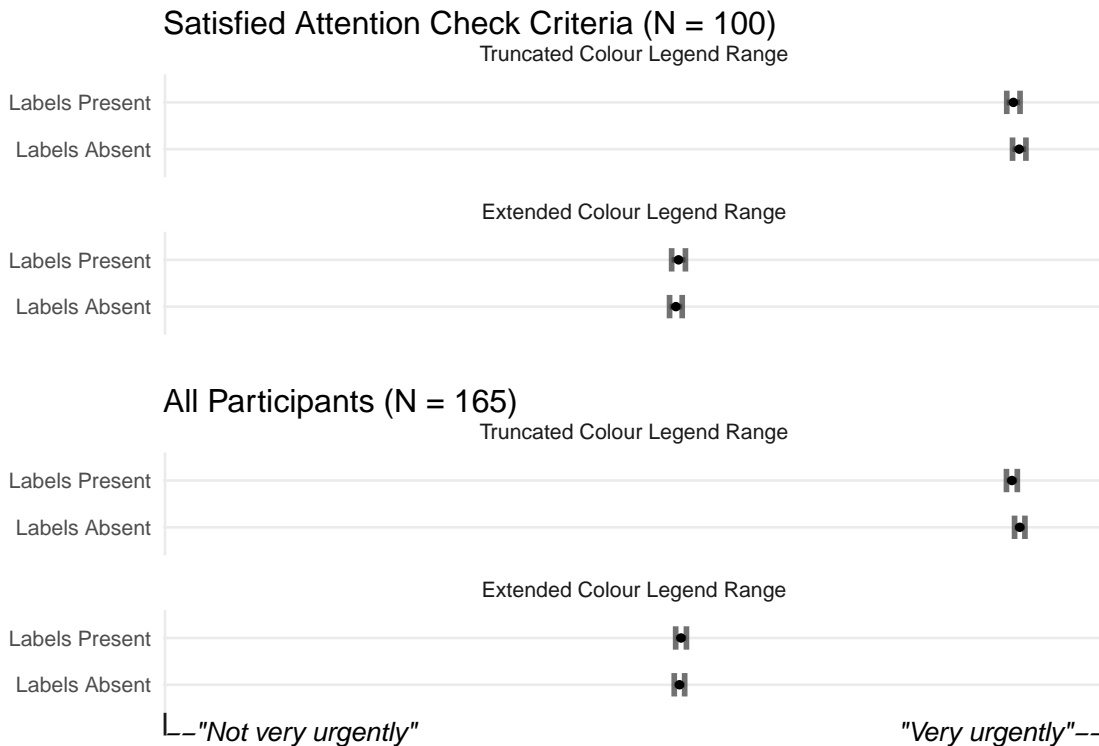 Satisfied Attention Check Criteria (N = 100)
Truncated Colour Legend Range
Labels Present
Labels Absent
Extended Colour Legend Range
Labels Present
Labels Absent
All Participants (N = 165)
Truncated Colour Legend Range
Labels Present
Labels Absent
Extended Colour Legend Range
Labels Present
Labels Absent
"Not very urgently" "Very urgently"